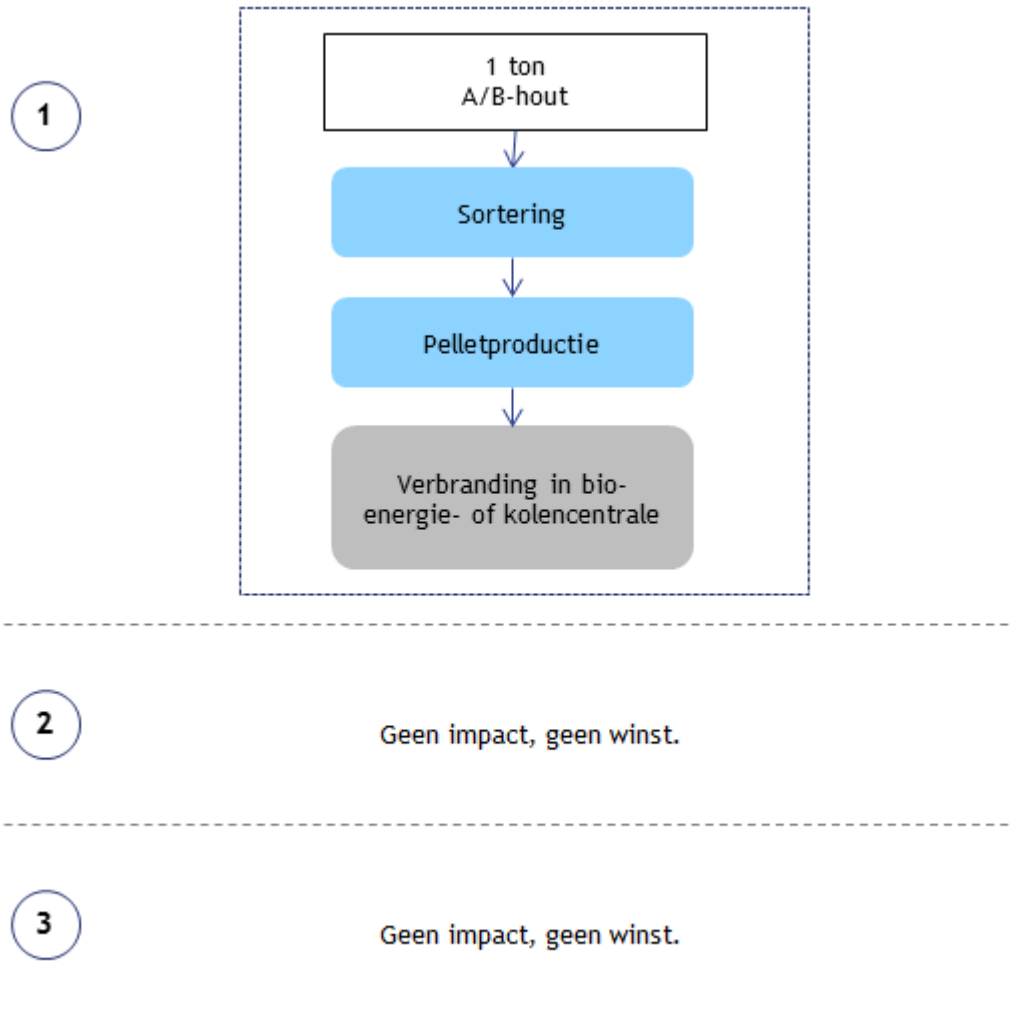 1
1 ton
A/B-hout
Sortering
Pelletproductie
Verbranding in bio-
energie- of kolencentrale
2
Geen impact, geen winst.
3
Geen impact, geen winst.